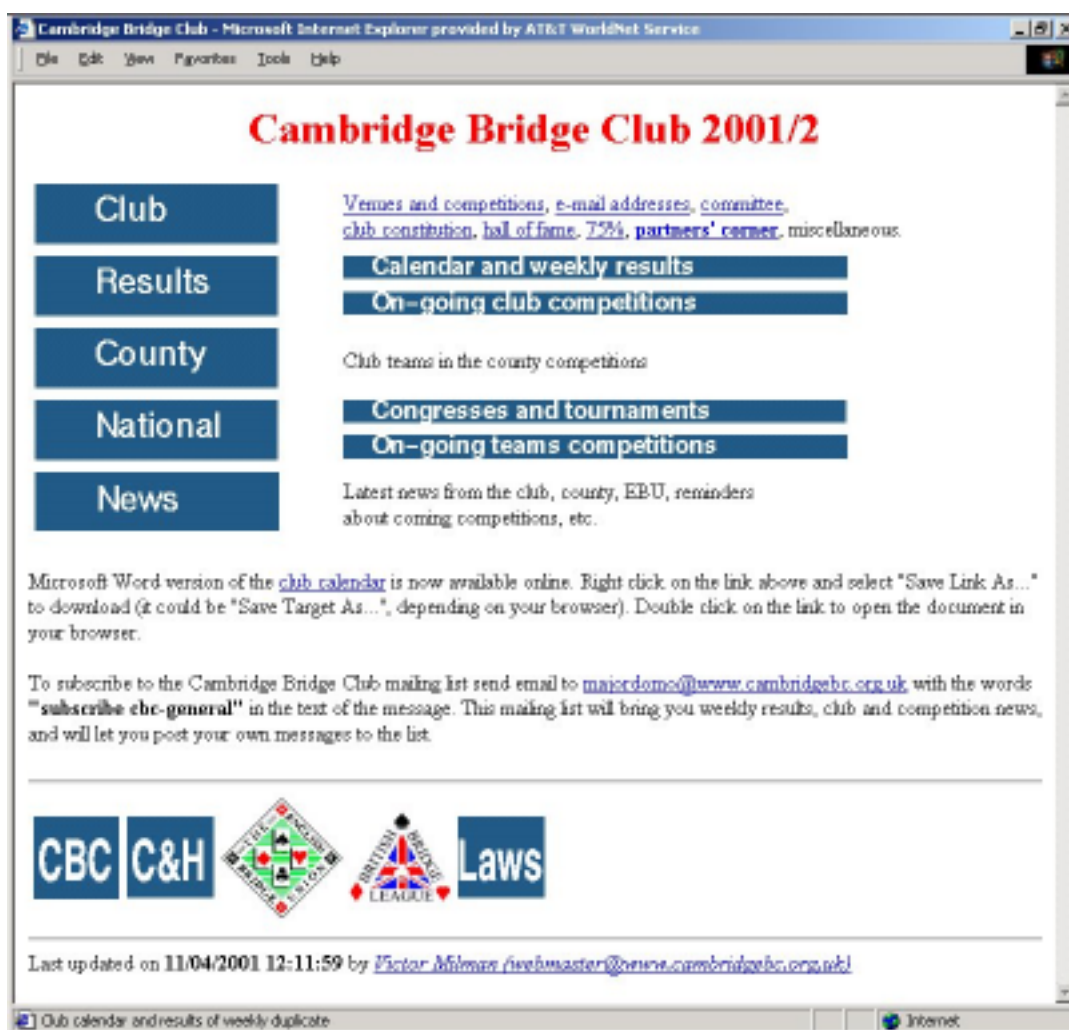 Cambridge Bridge Club - Microsoft Internet Explorer provided by AT&T WorldNet Service
File Edit View Favorites Tools Help
Cambridge Bridge Club 2001/2
Club
Venues and competitions, e-mail addresses, committee,
club constitution, hall of fame, 75%, partners' corner, miscellaneous.
Results
Calendar and weekly results
On-going club competitions
County
Club teams in the county competitions
National
Congresses and tournaments
On-going teams competitions
News
Latest news from the club, county, EBU, reminders
about coming competitions, etc.
Microsoft Word version of the club calendar is now available online. Right click on the link above and select "Save Link As..."
to download (it could be "Save Target As...", depending on your browser). Double click on the link to open the document in
your browser.
To subscribe to the Cambridge Bridge Club mailing list send email to majordomo@www.cambridgebc.org.uk with the words
"subscribe cbc-general" in the text of the message. This mailing list will bring you weekly results, club and competition news,
and will let you post your own messages to the list.
CBC
C&H
THE ENGLISH BRIDGE UNION
BRITISH BRIDGE LEAGUE
Laws
Last updated on 11/04/2001 12:11:59 by Victor Milman (webmaster@www.cambridgebc.org.uk)
Club calendar and results of weekly duplicate
Internet